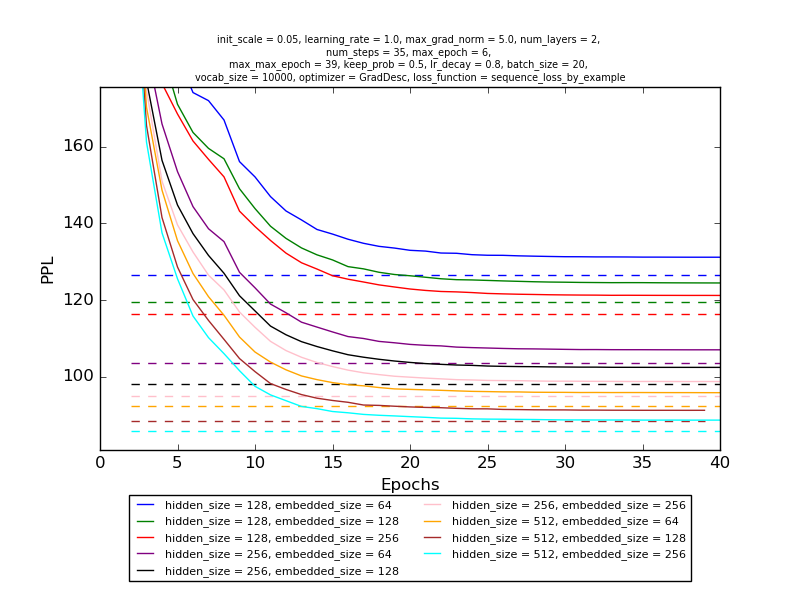 init_scale = 0.05, learning_rate = 1.0, max_grad_norm = 5.0, num_layers = 2,
num_steps = 35, max_epoch = 6,
max_max_epoch = 39, keep_prob = 0.5, lr_decay = 0.8, batch_size = 20,
vocab_size = 10000, optimizer = GradDesc, loss_function = sequence_loss_by_example
160
140
120
100
PPL
0 5 10 15 20 25 30 35 40
Epochs
hidden_size = 128, embedded_size = 64
hidden_size = 128, embedded_size = 128
hidden_size = 128, embedded_size = 256
hidden_size = 256, embedded_size = 64
hidden_size = 256, embedded_size = 128
hidden_size = 256, embedded_size = 256
hidden_size = 512, embedded_size = 64
hidden_size = 512, embedded_size = 128
hidden_size = 512, embedded_size = 256